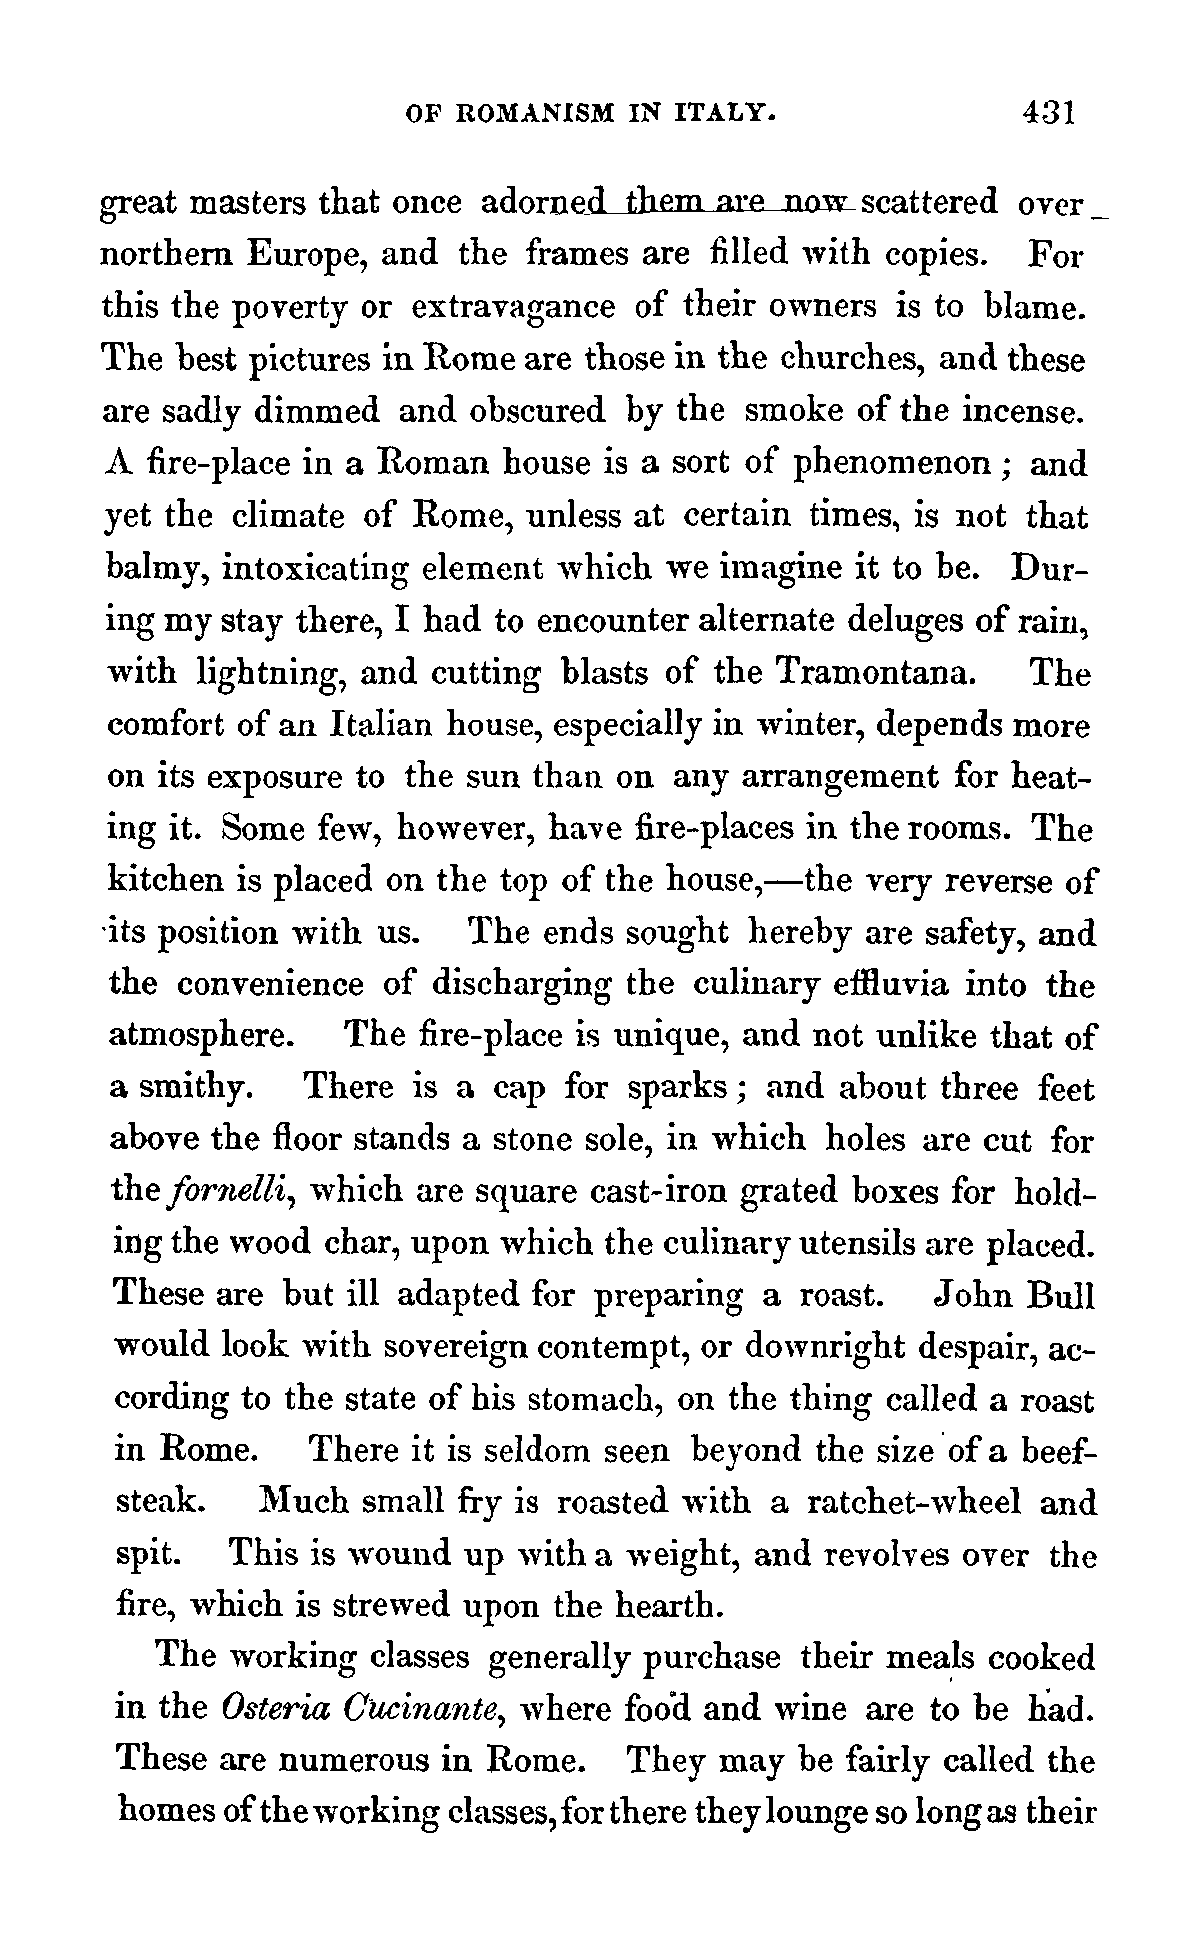 OF ROMANISM IN ITALY. 431
great masters that once adorned them are now scattered over
northern Europe, and the frames are filled with copies. For
this the poverty or extravagance of their owners is to blame.
The best pictures in Rome are those in the churches, and these
are sadly dimmed and obscured by the smoke of the incense.
A fire-place in a Roman house is a sort of phenomenon ; and
yet the climate of Rome, unless at certain times, is not that
balmy, intoxicating element which we imagine it to be. Dur-
ing my stay there, I had to encounter alternate deluges of rain,
with lightning, and cutting blasts of the Tramontana. The
comfort of an Italian house, especially in winter, depends more
on its exposure to the sun than on any arrangement for heat-
ing it. Some few, however, have fire-places in the rooms. The
kitchen is placed on the top of the house,—the very reverse of
its position with us. The ends sought hereby are safety, and
the convenience of discharging the culinary effluvia into the
atmosphere. The fire-place is unique, and not unlike that of
a smithy. There is a cap for sparks ; and about three feet
above the floor stands a stone sole, in which holes are cut for
the fornelli, which are square cast-iron grated boxes for hold-
ing the wood char, upon which the culinary utensils are placed.
These are but ill adapted for preparing a roast. John Bull
would look with sovereign contempt, or downright despair, ac-
cording to the state of his stomach, on the thing called a roast
in Rome. There it is seldom seen beyond the size of a beef-
steak. Much small fry is roasted with a ratchet-wheel and
spit. This is wound up with a weight, and revolves over the
fire, which is strewed upon the hearth.
The working classes generally purchase their meals cooked
in the Osteria Cucinante, where food and wine are to be had.
These are numerous in Rome. They may be fairly called the
homes of the working classes, for there they lounge so long as their